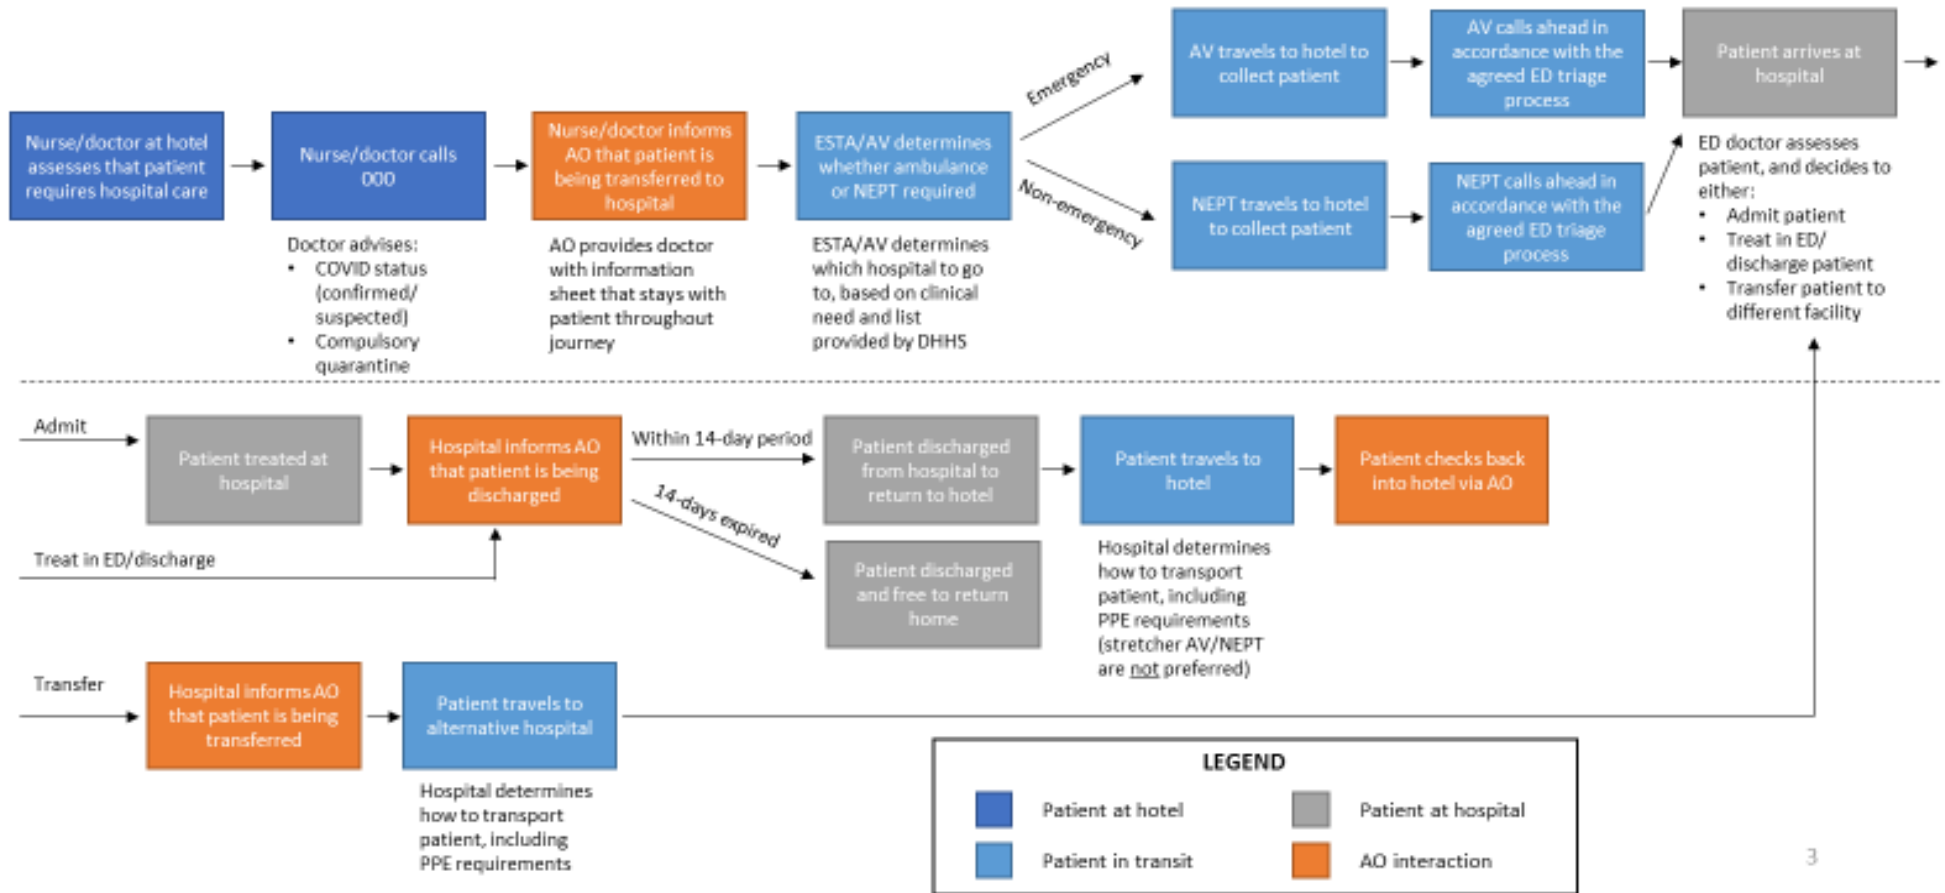 Nurse/doctor at hotel
assesses that patient
requires hospital care
Nurse/doctor calls
000
Doctor advises:
• COVID status
(confirmed/
suspected)
• Compulsory
quarantine
Nurse/doctor informs
AO that patient is
being transferred to
hospital
AO provides doctor
with information
sheet that stays with
patient throughout
journey
ESTA/AV determines
whether ambulance
or NEPT required
ESTA/AV determines
which hospital to go
to, based on clinical
need and list
provided by DHHS
Emergency
AV travels to hotel to
collect patient
AV calls ahead in
accordance with the
agreed ED triage
process
Non-emergency
NEPT travels to hotel
to collect patient
NEPT calls ahead in
accordance with the
agreed ED triage
process
Patient arrives at
hospital
ED doctor assesses
patient, and decides to
either:
• Admit patient
• Treat in ED/
discharge patient
• Transfer patient to
different facility
Admit
Patient treated at
hospital
Hospital informs AO
that patient is being
discharged
Within 14-day period
Patient discharged
from hospital to
return to hotel
Patient travels to
hotel
Hospital determines
how to transport
patient, including
PPE requirements
(stretcher AV/NEPT
are not preferred)
Patient checks back
into hotel via AO
14-days expired
Patient discharged
and free to return
home
Treat in ED/discharge
Transfer
Hospital informs AO
that patient is being
transferred
Patient travels to
alternative hospital
Hospital determines
how to transport
patient, including
PPE requirements
LEGEND
Patient at hotel
Patient at hospital
Patient in transit
AO interaction
3